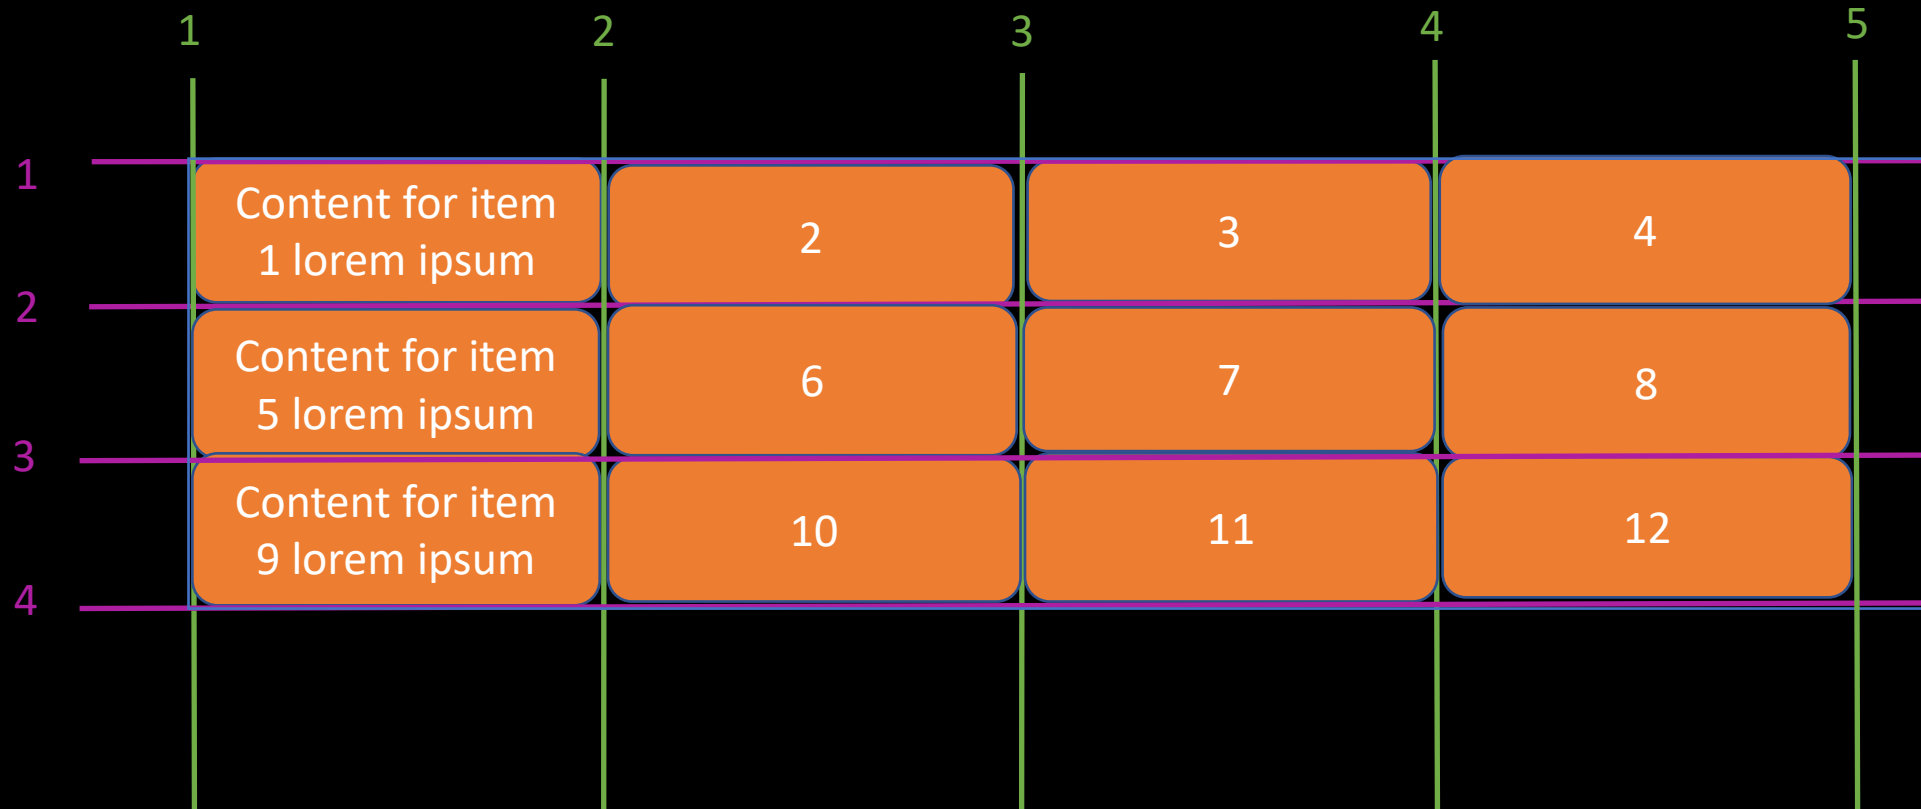 1 2 3 4 5
1
Content for item
1 lorem ipsum
2
3
4
2
Content for item
5 lorem ipsum
6
7
8
3
Content for item
9 lorem ipsum
10
11
12
4